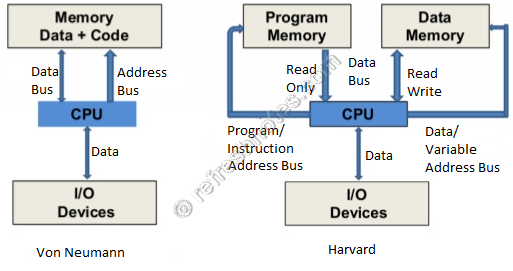 Memory
Data + Code
Data
Bus
Address
Bus
CPU
Data
I/O
Devices
Von Neumann
Program
Memory
Data
Memory
Read
Only
Data
Bus
Read
Write
CPU
Program/
Instruction
Address Bus
Data
Data/
Variable
Address Bus
I/O
Devices
Harvard
© refreshnotes.com